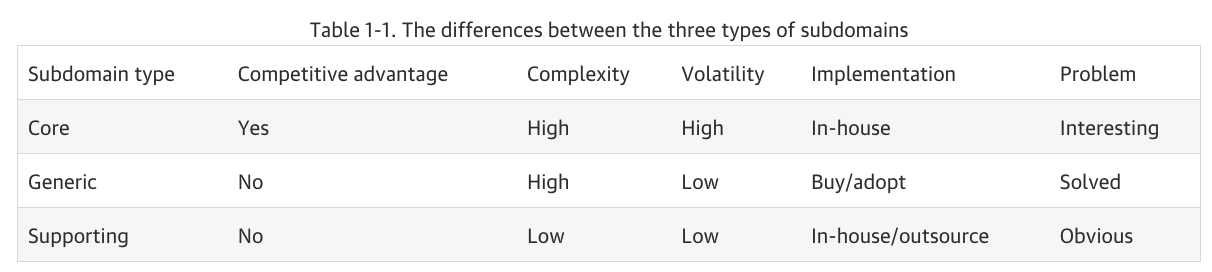 Table 1-1. The differences between the three types of subdomains
Subdomain type Competitive advantage Complexity Volatility Implementation Problem
Core Yes High High In-house Interesting
Generic No High Low Buy/adopt Solved
Supporting No Low Low In-house/outsource Obvious